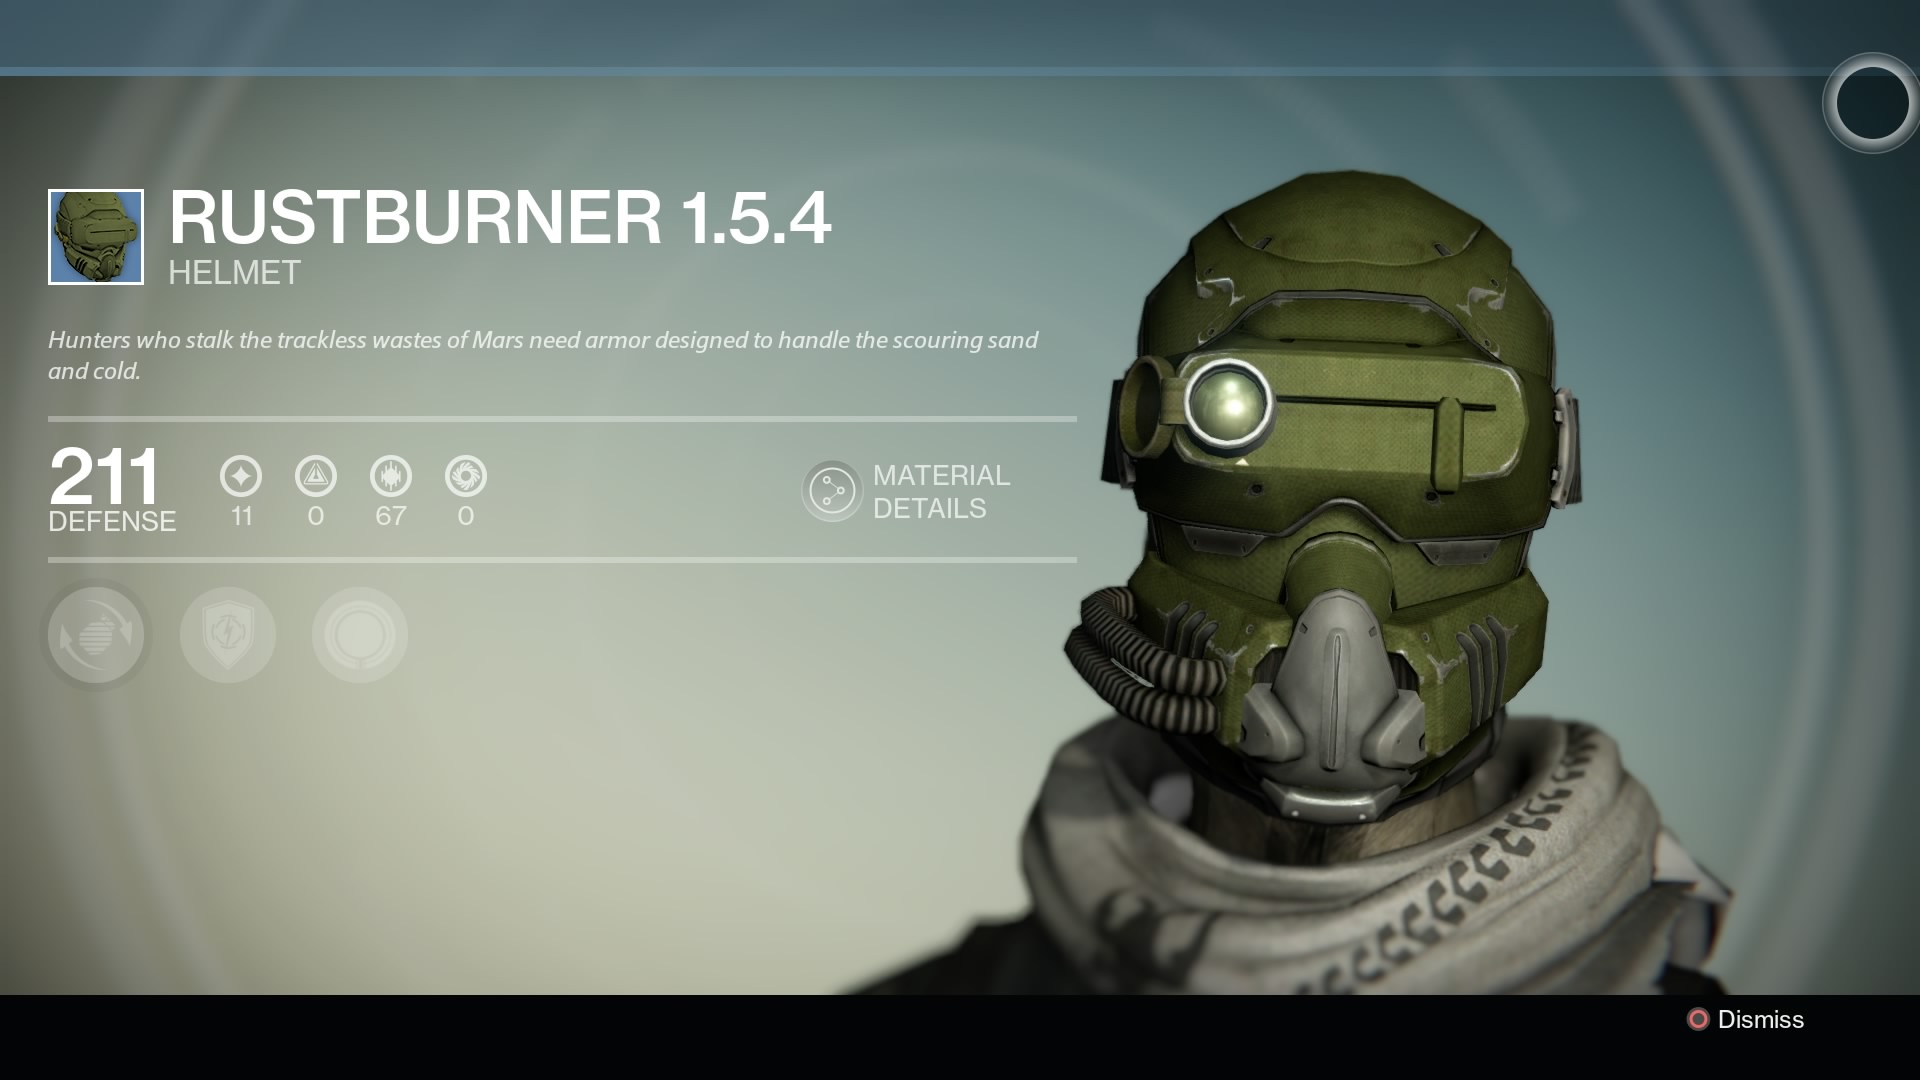 RUSTBURNER 1.5.4
HELMET
Hunters who stalk the trackless wastes of Mars need armor designed to handle the scouring sand
and cold.
211
DEFENSE
11 0 67 0
MATERIAL
DETAILS
Dismiss